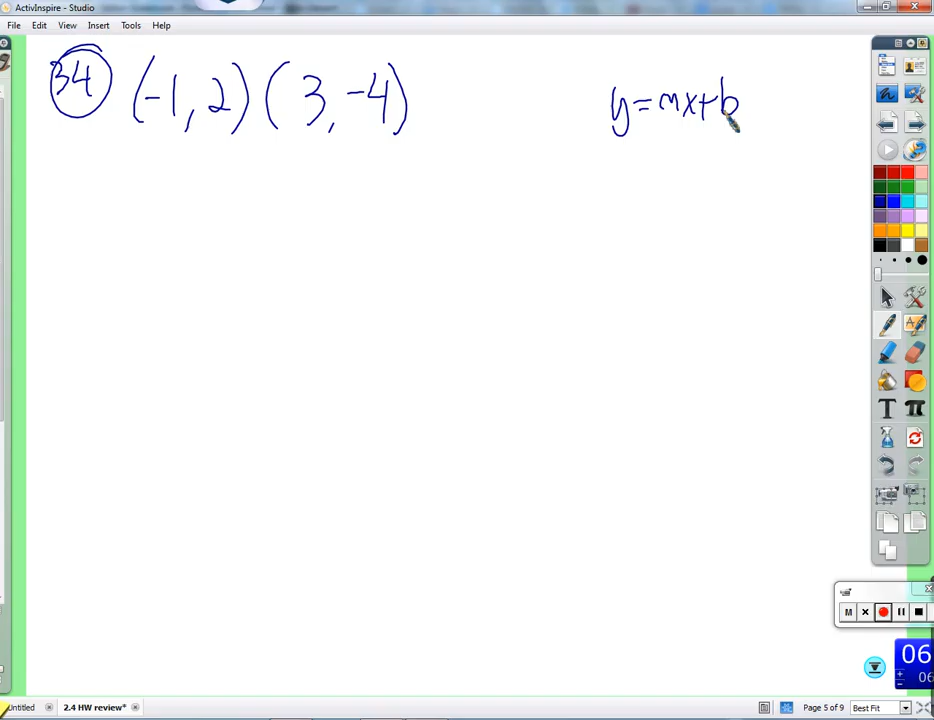 ActivInspire - Studio
File Edit View Insert Tools Help
34 (-1, 2) (3, -4) y=mx+b
M
06
06
Untitled 2.4 HW review* Page 5 of 9 Best Fit